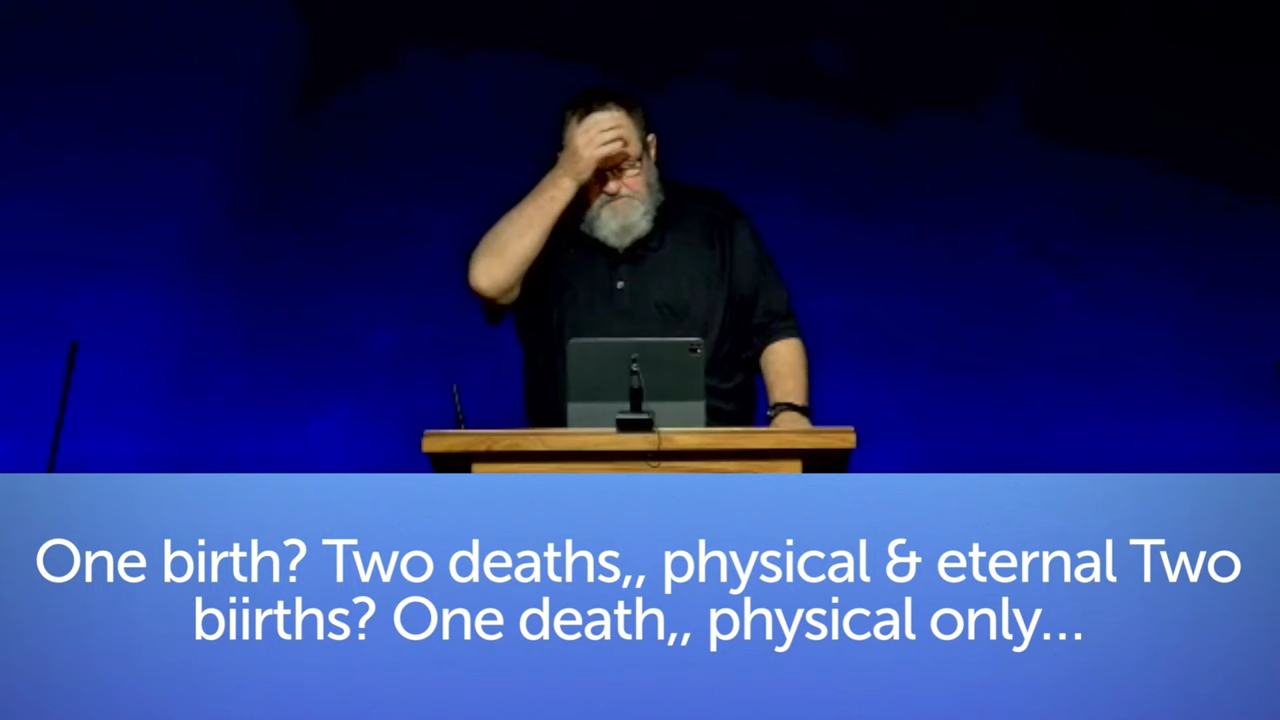 One birth? Two deaths,, physical & eternal Two
biirths? One death,, physical only...